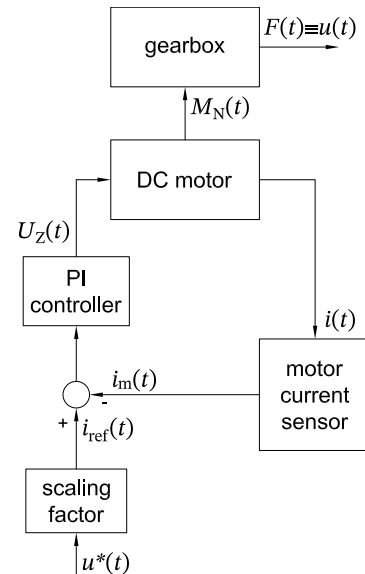 gearbox
F(t)≡u(t)
M_N(t)
DC motor
U_Z(t)
PI
controller
i(t)
motor
current
sensor
i_m(t)
-
+
i_ref(t)
scaling
factor
u*(t)